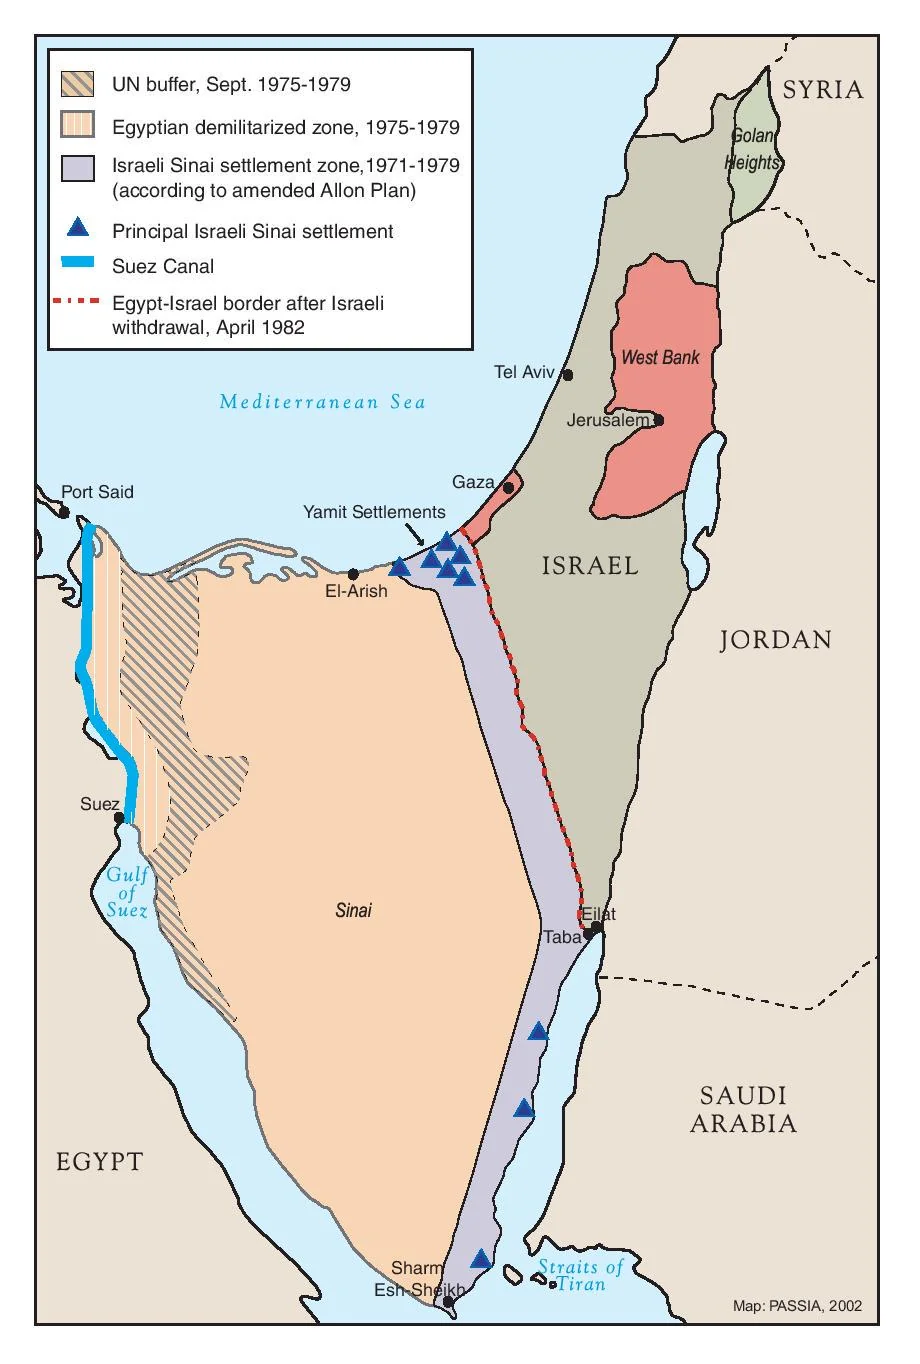 UN buffer, Sept. 1975-1979
Egyptian demilitarized zone, 1975-1979
Israeli Sinai settlement zone,1971-1979
(according to amended Allon Plan)
Principal Israeli Sinai settlement
Suez Canal
Egypt-Israel border after Israeli
withdrawal, April 1982
SYRIA
Golan
Heights
West Bank
Tel Aviv
Mediterranean Sea
Jerusalem
Gaza
Port Said
Yamit Settlements
ISRAEL
El-Arish
JORDAN
Suez
Gulf
of
Suez
Sinai
Eilat
Taba
SAUDI
ARABIA
EGYPT
Sharm
Esh-Sheikh
Straits of
Tiran
Map: PASSIA, 2002